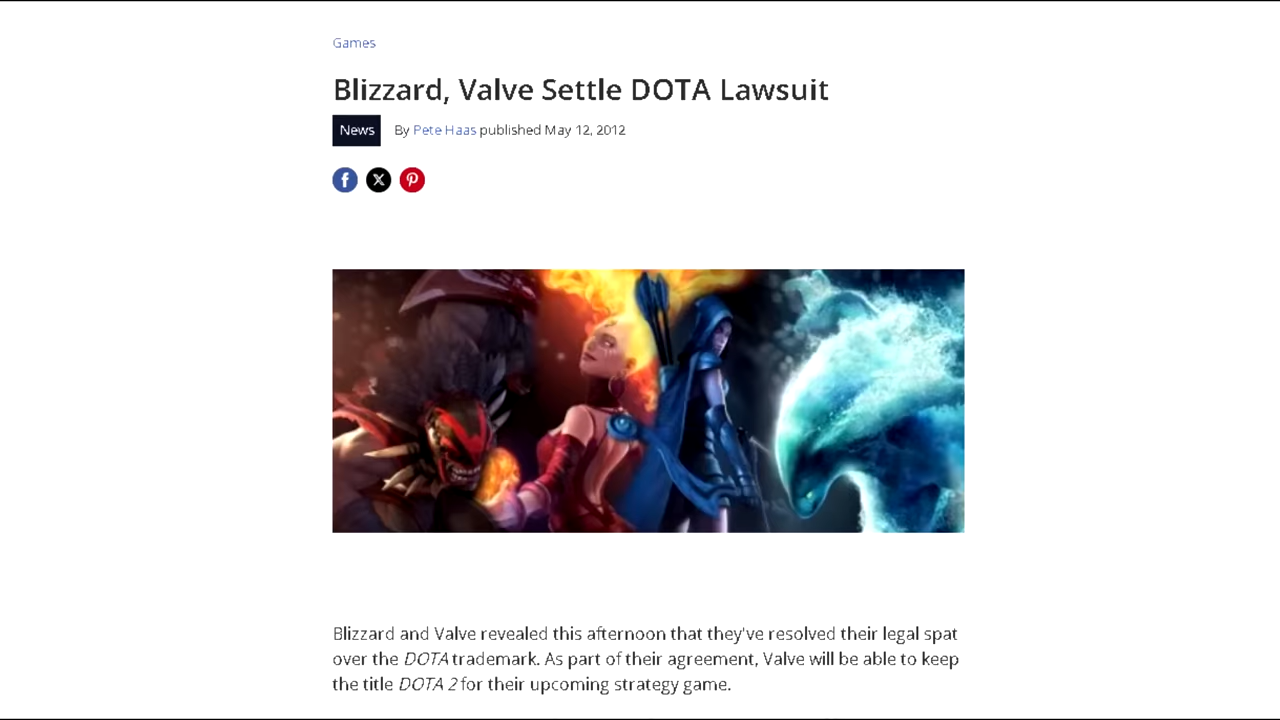 Games
Blizzard, Valve Settle DOTA Lawsuit
News By Pete Haas published May 12, 2012
Blizzard and Valve revealed this afternoon that they've resolved their legal spat
over the DOTA trademark. As part of their agreement, Valve will be able to keep
the title DOTA 2 for their upcoming strategy game.